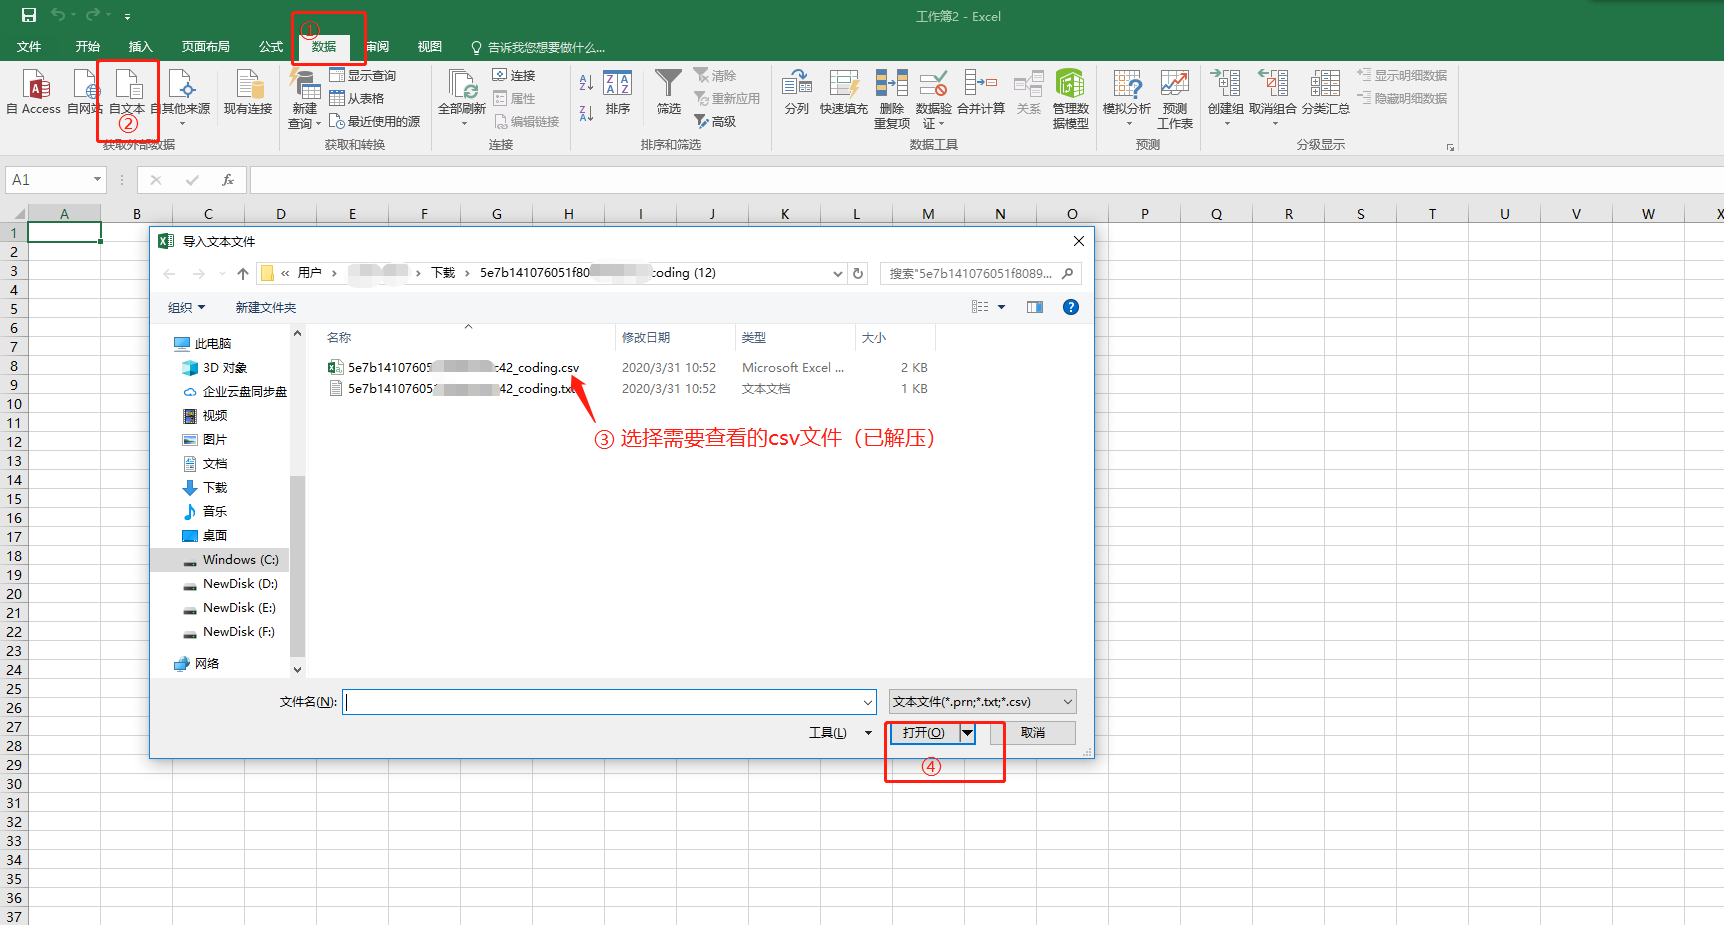 工作簿2 - Excel
文件 开始 插入 页面布局 公式 数据 审阅 视图 告诉我您想要做什么...
①
自 Access 自网站 自文本 自其他来源 现有连接
②
获取外部数据
新建查询 显示查询 从表格 最近使用的源
获取和转换
全部刷新 连接 属性 编辑链接
连接
排序 筛选 清除 重新应用 高级
排序和筛选
分列 快速填充 删除重复项 数据验证 合并计算 关系 管理数据模型
数据工具
模拟分析 预测工作表
预测
创建组 取消组合 分类汇总 显示明细数据 隐藏明细数据
分级显示
A1 fx
A B C D E F G H I J K L M N O P Q R S T U V W X
1
2
3
4
5
6
7
8
9
10
11
12
13
14
15
16
17
18
19
20
21
22
23
24
25
26
27
28
29
30
31
32
33
34
35
36
37
导入文本文件
« 用户 › › 下载 › 5e7b141076051f80 coding (12)
搜索"5e7b141076051f8089...
组织 新建文件夹
此电脑
3D 对象
企业云盘同步盘
视频
图片
文档
下载
音乐
桌面
Windows (C:)
NewDisk (D:)
NewDisk (E:)
NewDisk (F:)
网络
名称 修改日期 类型 大小
5e7b14107605 c42_coding.csv 2020/3/31 10:52 Microsoft Excel ... 2 KB
5e7b14107605 42_coding.txt 2020/3/31 10:52 文本文档 1 KB
③ 选择需要查看的csv文件（已解压）
文件名(N): 文本文件(*.prn;*.txt;*.csv)
工具(L) 打开(O) 取消
④